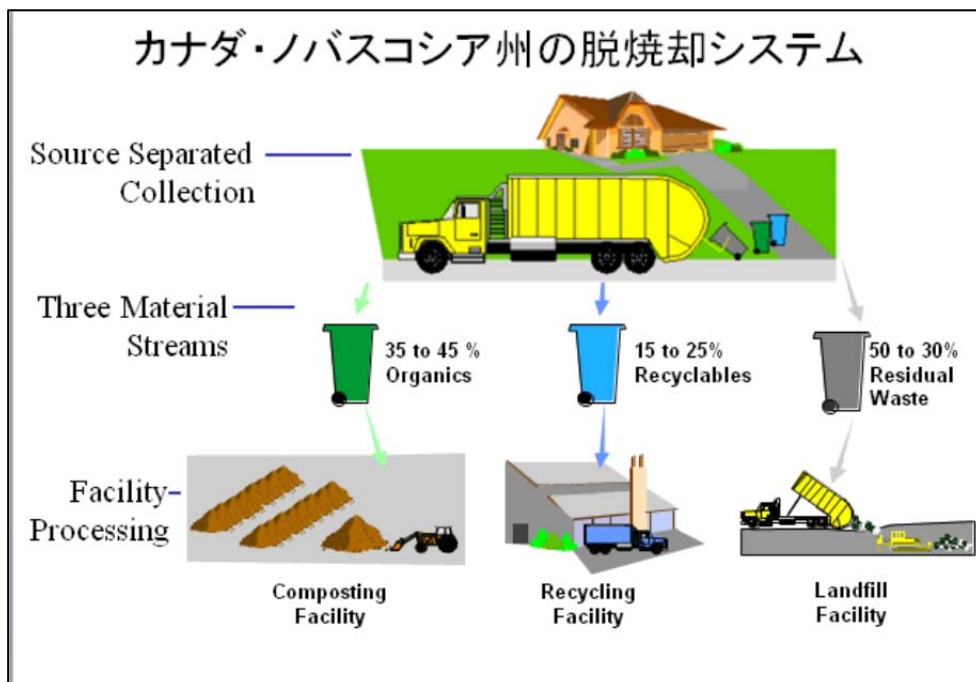 カナダ・ノバスコシア州の脱焼却システム
Source Separated
Collection
Three Material
Streams
35 to 45 %
Organics
15 to 25%
Recyclables
50 to 30%
Residual
Waste
Facility
Processing
Composting
Facility
Recycling
Facility
Landfill
Facility